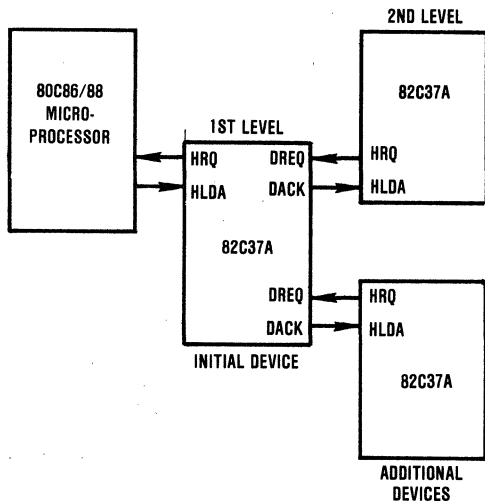 2ND LEVEL
80C86/88
MICRO-
PROCESSOR
82C37A
1ST LEVEL
HRQ
HLDA
DREQ
DACK
HRQ
HLDA
82C37A
DREQ
DACK
HRQ
HLDA
INITIAL DEVICE
82C37A
ADDITIONAL
DEVICES